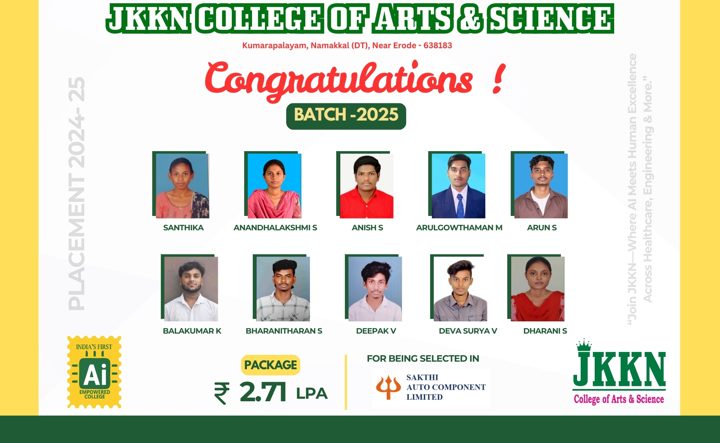 JKKN COLLEGE OF ARTS & SCIENCE
Kumarapalayam, Namakkal (DT), Near Erode - 638183
Congratulations !
BATCH -2025
PLACEMENT 2024- 25
"Join JKKN—Where AI Meets Human Excellence
Across Healthcare, Engineering & More."
SANTHIKA
ANANDHALAKSHMI S
ANISH S
ARULGOWTHAMAN M
ARUN S
BALAKUMAR K
BHARANITHARAN S
DEEPAK V
DEVA SURYA V
DHARANI S
INDIA'S FIRST
Ai
EMPOWERED
COLLEGE
PACKAGE
₹ 2.71 LPA
FOR BEING SELECTED IN
SAKTHI
AUTO COMPONENT
LIMITED
JKKN
College of Arts & Science